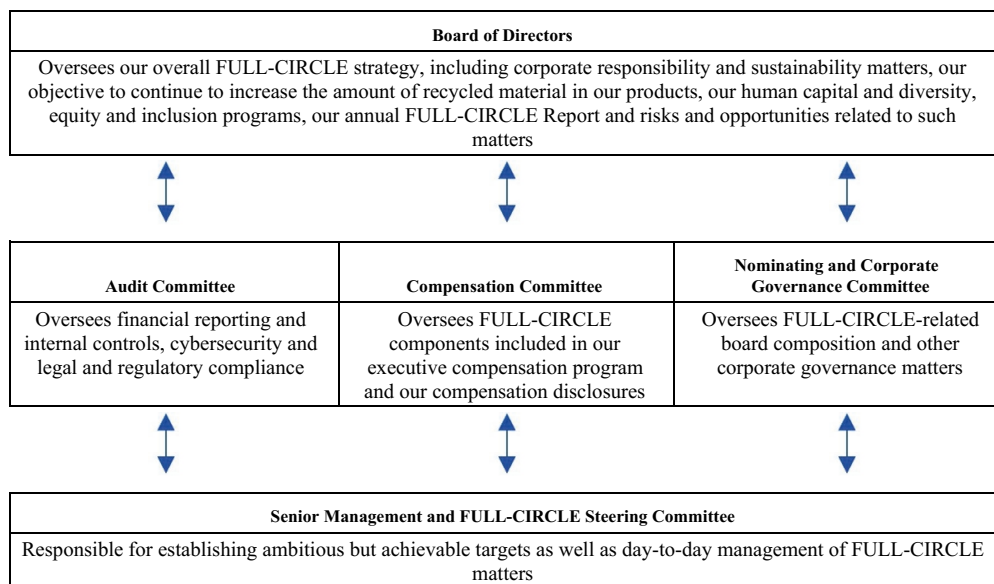 Board of Directors
Oversees our overall FULL-CIRCLE strategy, including corporate responsibility and sustainability matters, our
objective to continue to increase the amount of recycled material in our products, our human capital and diversity,
equity and inclusion programs, our annual FULL-CIRCLE Report and risks and opportunities related to such
matters
Audit Committee
Oversees financial reporting and
internal controls, cybersecurity and
legal and regulatory compliance
Compensation Committee
Oversees FULL-CIRCLE
components included in our
executive compensation program
and our compensation disclosures
Nominating and Corporate
Governance Committee
Oversees FULL-CIRCLE-related
board composition and other
corporate governance matters
Senior Management and FULL-CIRCLE Steering Committee
Responsible for establishing ambitious but achievable targets as well as day-to-day management of FULL-CIRCLE
matters